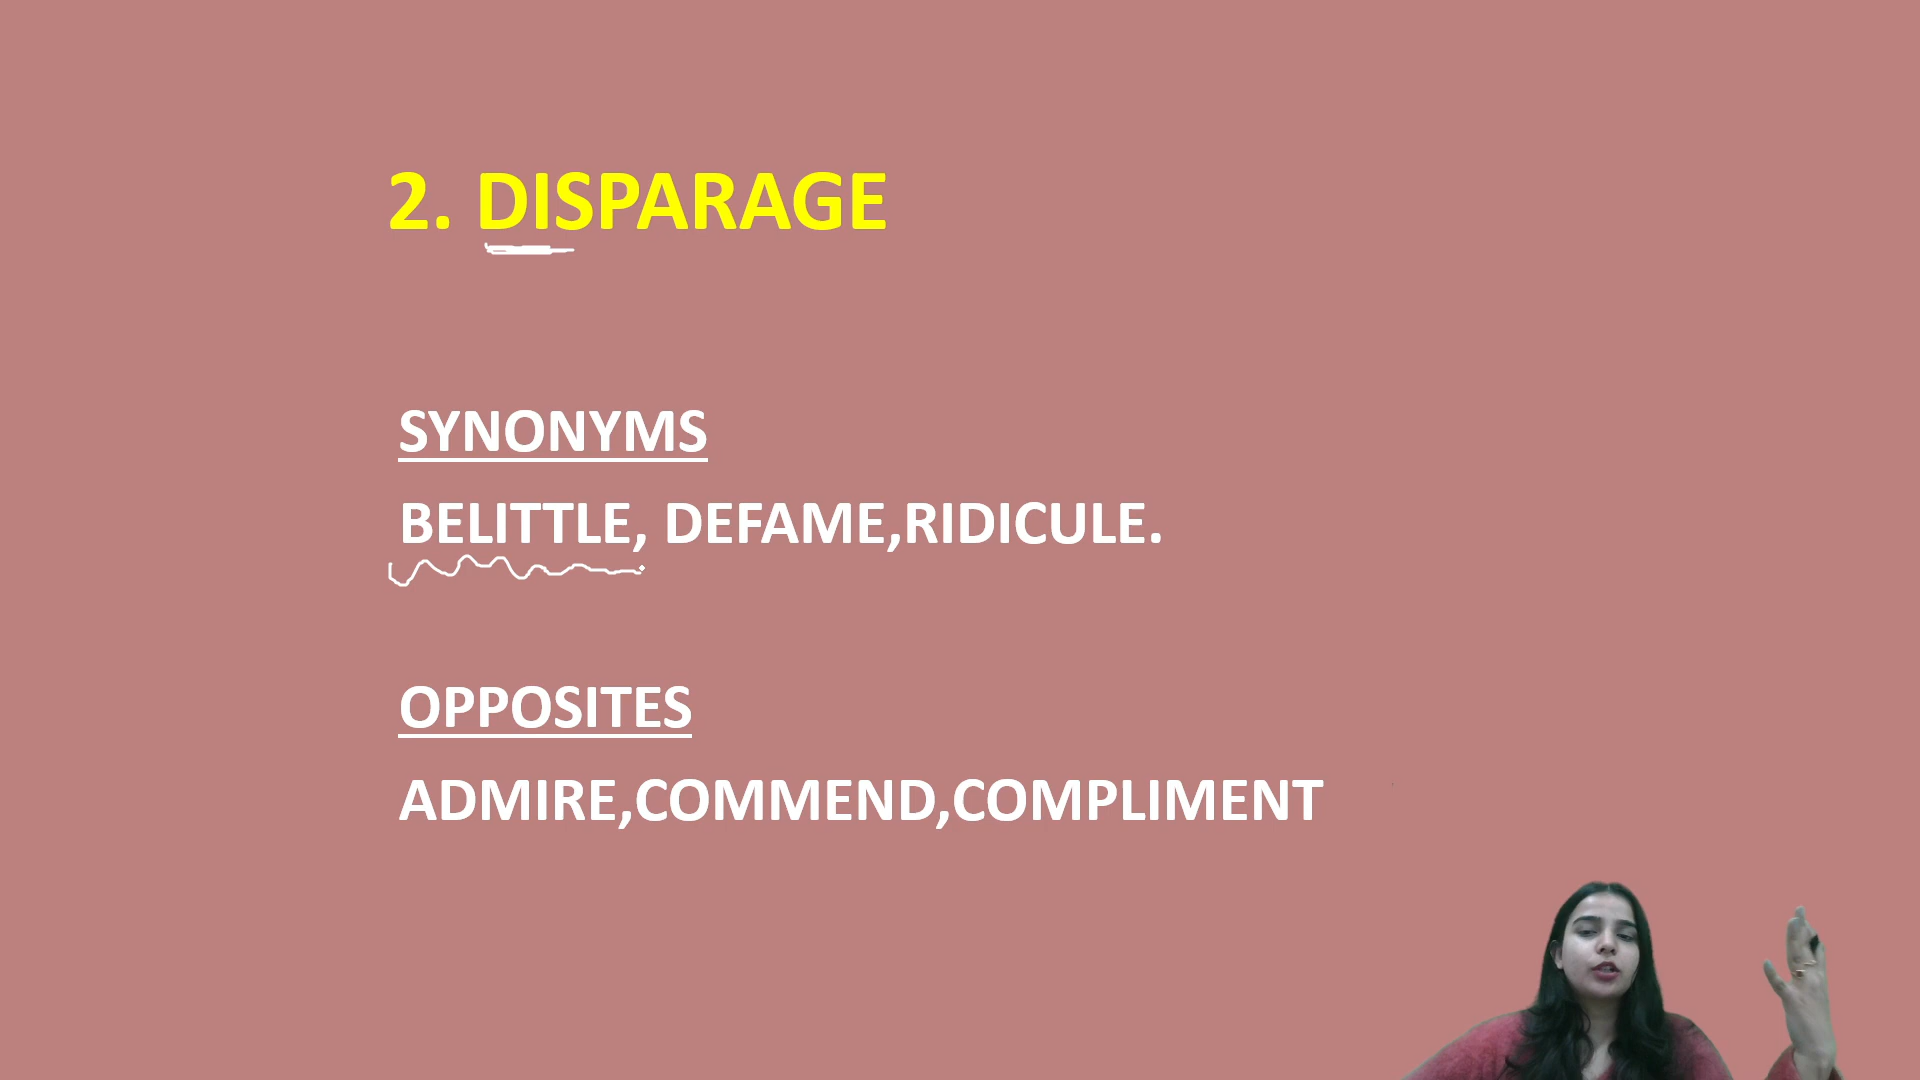 2. DISPARAGE
SYNONYMS
BELITTLE, DEFAME,RIDICULE.
OPPOSITES
ADMIRE,COMMEND,COMPLIMENT